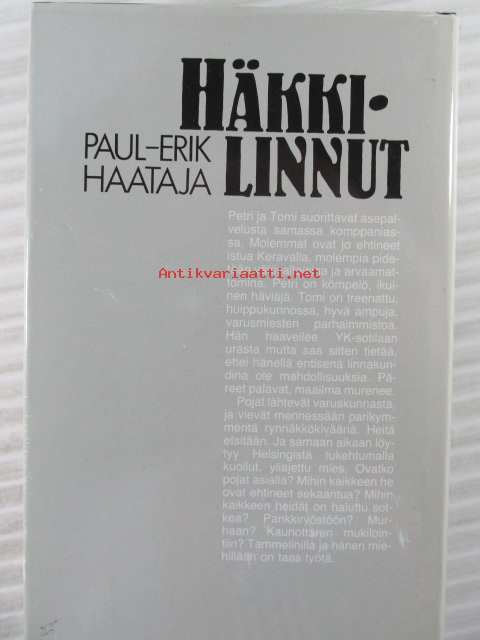 HÄKKI-
PAUL-ERIK
HAATAJA
LINNUT
Petri ja Tomi suorittavat asepal-
velusta samassa komppanias-
sa. Molemmat ovat jo ehtineet
istua Keravalla, molempia pide-
Antikvariaatti.net
ja arvaamat-
tomina. Petri on kömpelö, ikui-
nen häviäjä. Tomi on treenattu,
huippukunnossa, hyvä ampuja,
varusmiesten parhaimmistoa.
Hän haaveilee YK-sotilaan
urasta mutta saa sitten tietää,
ettei hänellä entisenä linnakun-
dina ole mahdollisuuksia. Pä-
reet palavat, maailma murenee.
Pojat lähtevät varuskunnasta
ja vievät mennessään parikym-
mentä rynnäkkökivääriä. Heitä
etsitään. Ja samaan aikaan löy-
tyy Helsingistä tukehtumalla
kuollut, yliajettu mies. Ovatko
pojat asialla? Mihin kaikkeen he
ovat ehtineet sekaantua? Mihin
kaikkeen heidät on haluttu sot-
kea? Pankkiryöstöön? Mur-
haan? Kaunottaren mukiloin-
tiin? Tammelinilla ja hänen mie-
hillään on taas työtä.